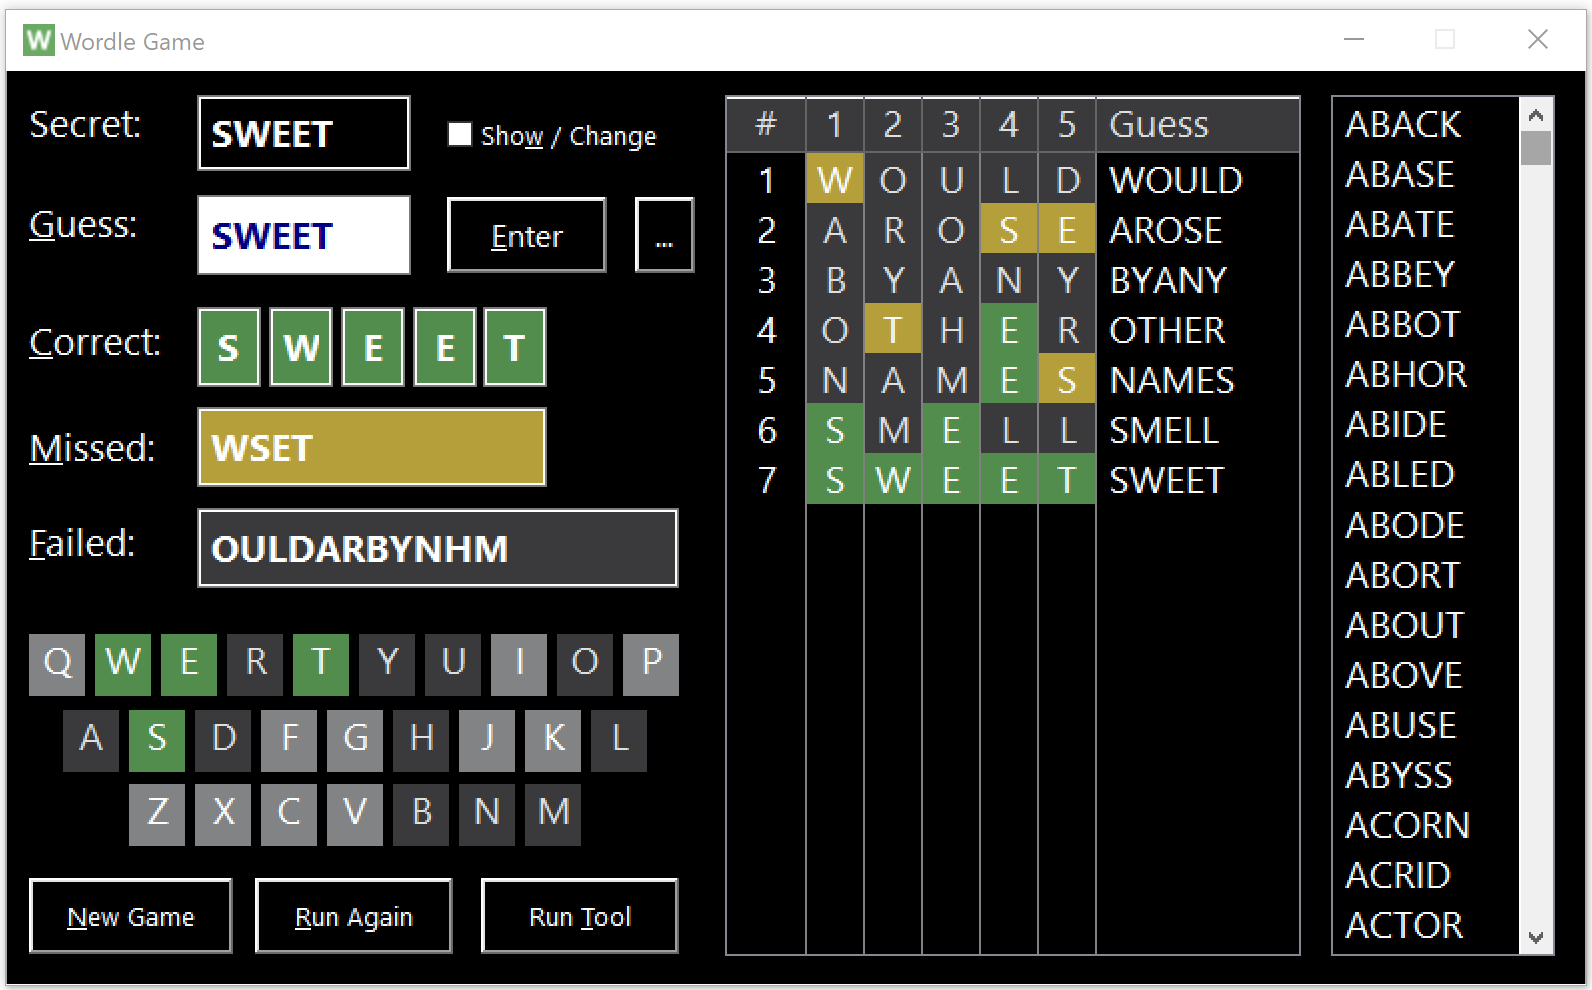 W Wordle Game
Secret: SWEET Show / Change
Guess: SWEET Enter ...
Correct: S W E E T
Missed: WSET
Failed: OULDARBYNHM
Q W E R T Y U I O P
A S D F G H J K L
Z X C V B N M
New Game Run Again Run Tool
# 1 2 3 4 5 Guess
1 W O U L D WOULD
2 A R O S E AROSE
3 B Y A N Y BYANY
4 O T H E R OTHER
5 N A M E S NAMES
6 S M E L L SMELL
7 S W E E T SWEET
ABACK
ABASE
ABATE
ABBEY
ABBOT
ABHOR
ABIDE
ABLED
ABODE
ABORT
ABOUT
ABOVE
ABUSE
ABYSS
ACORN
ACRID
ACTOR